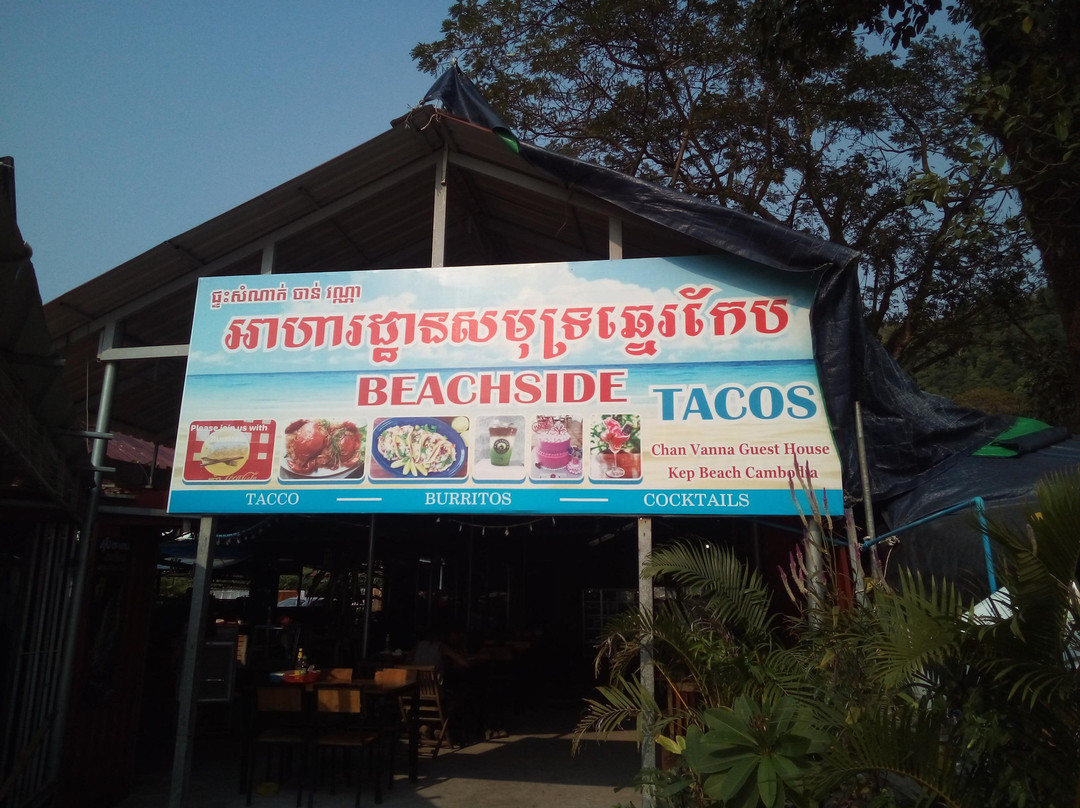 ផ្ទះសំណាក់ ចាន់ វណ្ណា
អាហារដ្ឋានសមុទ្រឆ្នេរកែប
BEACHSIDE TACOS
Please join us with
Chan Vanna Guest House
Kep Beach Cambodia
TACCO — BURRITOS — COCKTAILS